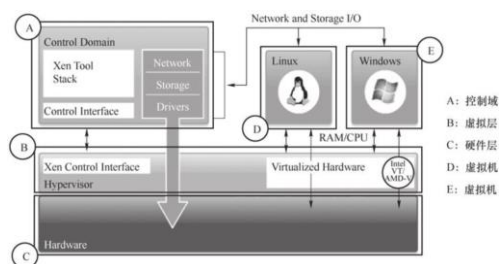 Network and Storage I/O
A
Control Domain
Xen Tool
Stack
Control Interface
Network
Storage
Drivers
Linux
Windows
E
D
RAM/CPU
B
Xen Control Interface
Hypervisor
Virtualized Hardware
Intel
VT/
AMD-V
Hardware
C
A：控制域
B：虚拟层
C：硬件层
D：虚拟机
E：虚拟机